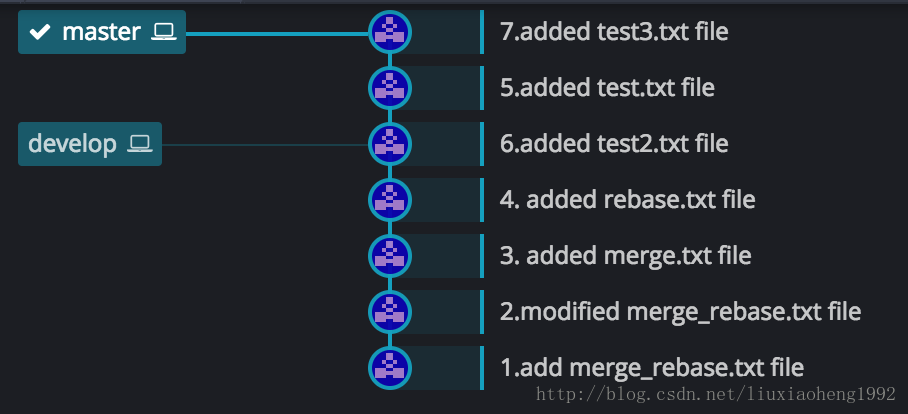 master
7.added test3.txt file
5.added test.txt file
develop
6.added test2.txt file
4. added rebase.txt file
3. added merge.txt file
2.modified merge_rebase.txt file
1.add merge_rebase.txt file
http://blog.csdn.net/liuxiaoheng1992